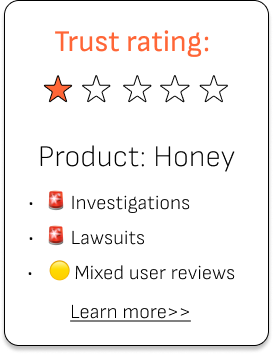 Trust rating:
Product: Honey
· 🚨 Investigations
· 🚨 Lawsuits
· 🟡 Mixed user reviews
Learn more>>